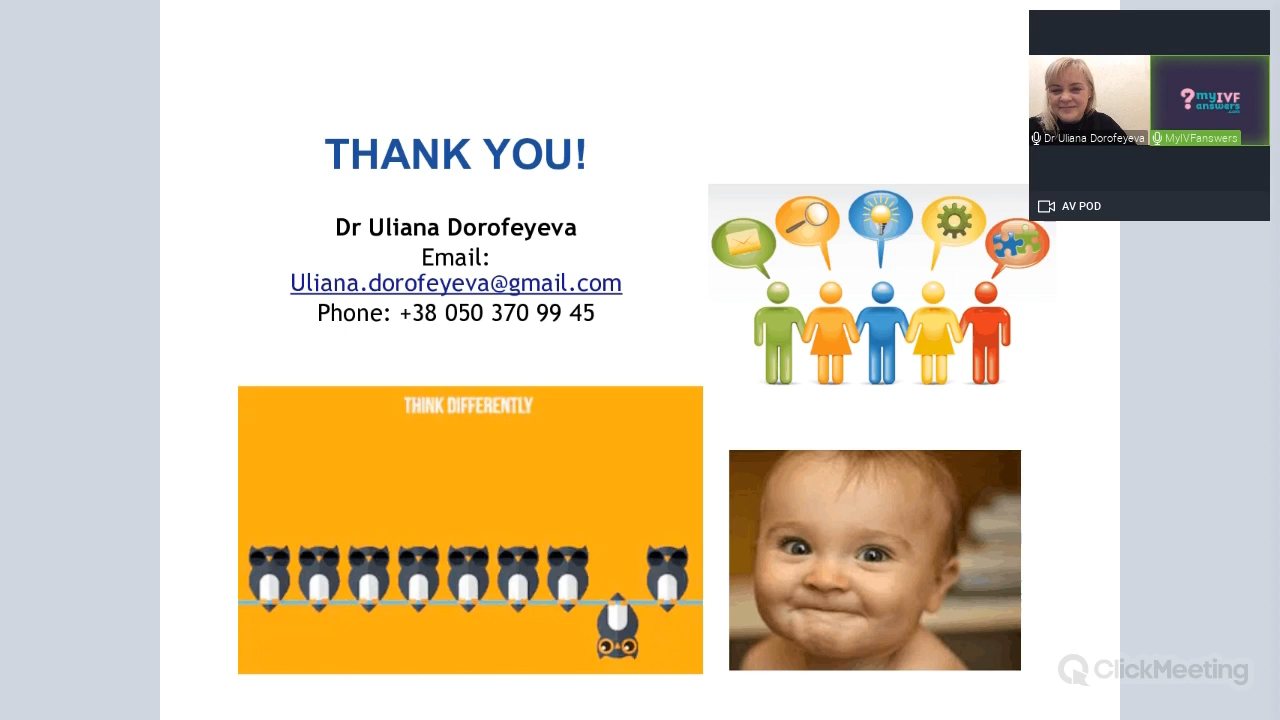 THANK YOU!
Dr Uliana Dorofeyeva
Email:
Uliana.dorofeyeva@gmail.com
Phone: +38 050 370 99 45
THINK DIFFERENTLY
?myIVF
answers
.com
Dr Uliana Dorofeyeva
MyIVFanswers
AV POD
ClickMeeting